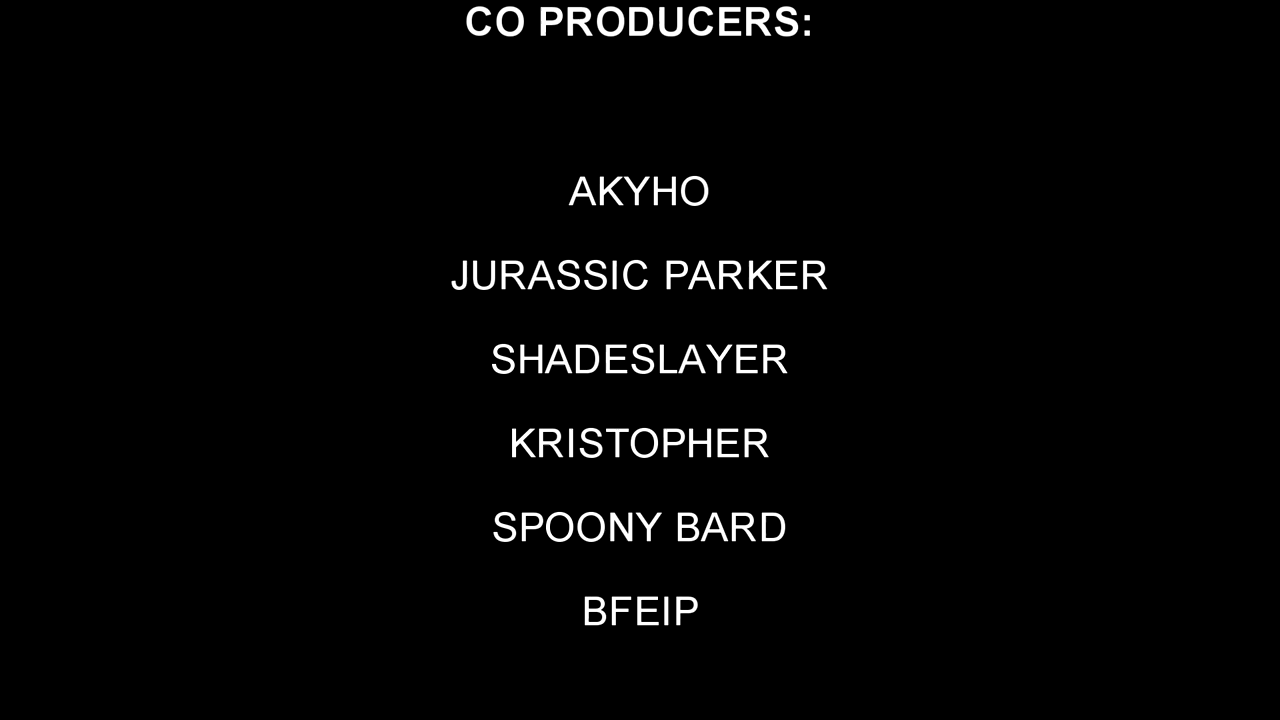 CO PRODUCERS:
AKYHO
JURASSIC PARKER
SHADESLAYER
KRISTOPHER
SPOONY BARD
BFEIP